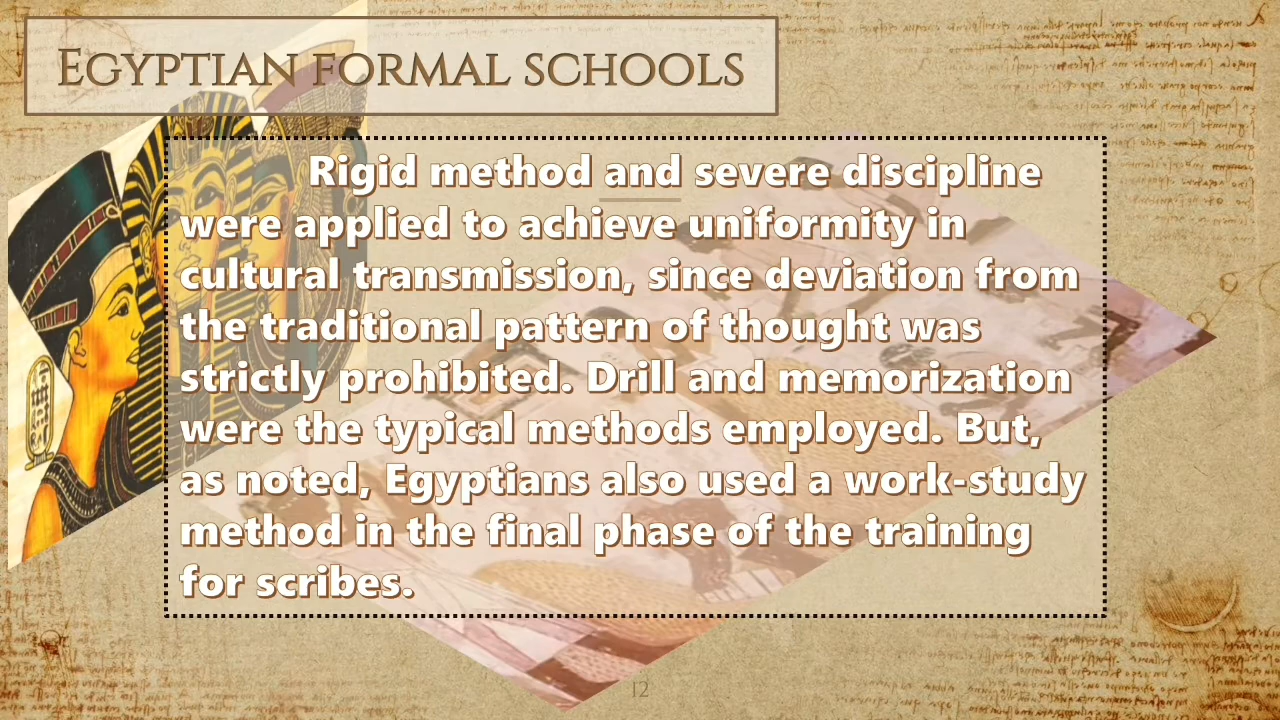 Egyptian formal schools
Rigid method and severe discipline
were applied to achieve uniformity in
cultural transmission, since deviation from
the traditional pattern of thought was
strictly prohibited. Drill and memorization
were the typical methods employed. But,
as noted, Egyptians also used a work-study
method in the final phase of the training
for scribes.
12